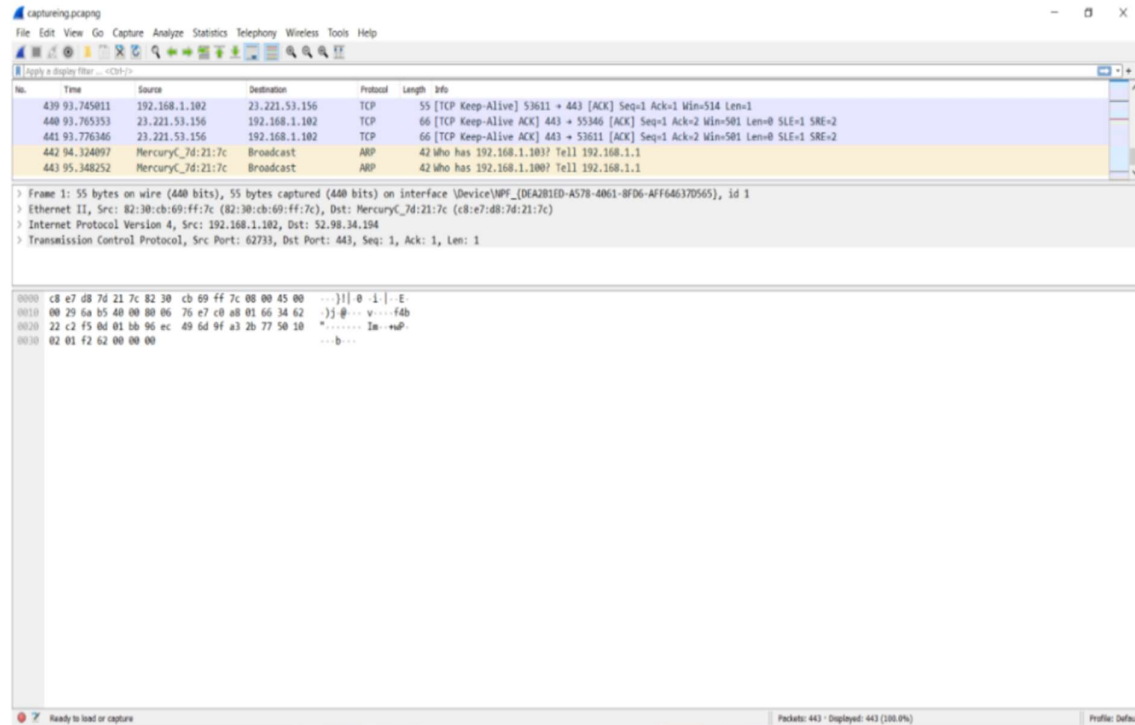 captureing.pcapng
File Edit View Go Capture Analyze Statistics Telephony Wireless Tools Help
Apply a display filter ... <Ctrl-/>
No. Time Source Destination Protocol Length Info
439 93.745011 192.168.1.102 23.221.53.156 TCP 55 [TCP Keep-Alive] 53611 → 443 [ACK] Seq=1 Ack=1 Win=514 Len=1
440 93.765353 23.221.53.156 192.168.1.102 TCP 66 [TCP Keep-Alive ACK] 443 → 55346 [ACK] Seq=1 Ack=2 Win=501 Len=0 SLE=1 SRE=2
441 93.776346 23.221.53.156 192.168.1.102 TCP 66 [TCP Keep-Alive ACK] 443 → 53611 [ACK] Seq=1 Ack=2 Win=501 Len=0 SLE=1 SRE=2
442 94.324097 MercuryC_7d:21:7c Broadcast ARP 42 Who has 192.168.1.103? Tell 192.168.1.1
443 95.348252 MercuryC_7d:21:7c Broadcast ARP 42 Who has 192.168.1.100? Tell 192.168.1.1
> Frame 1: 55 bytes on wire (440 bits), 55 bytes captured (440 bits) on interface \Device\NPF_{DEA2B1ED-A578-4061-8FD6-AFF64637D565}, id 1
> Ethernet II, Src: 82:30:cb:69:ff:7c (82:30:cb:69:ff:7c), Dst: MercuryC_7d:21:7c (c8:e7:d8:7d:21:7c)
> Internet Protocol Version 4, Src: 192.168.1.102, Dst: 52.98.34.194
> Transmission Control Protocol, Src Port: 62733, Dst Port: 443, Seq: 1, Ack: 1, Len: 1
0000 c8 e7 d8 7d 21 7c 82 30 cb 69 ff 7c 08 00 45 00 ···}!|·0 ·i·|··E·
0010 00 29 6a b5 40 00 80 06 76 e7 c0 a8 01 66 34 62 ·)j·@··· v····f4b
0020 22 c2 f5 0d 01 bb 96 ec 49 6d 9f a3 2b 77 50 10 "······· Im··+wP·
0030 02 01 f2 62 00 00 00 ···b···
Ready to load or capture
Packets: 443 · Displayed: 443 (100.0%)
Profile: Defau